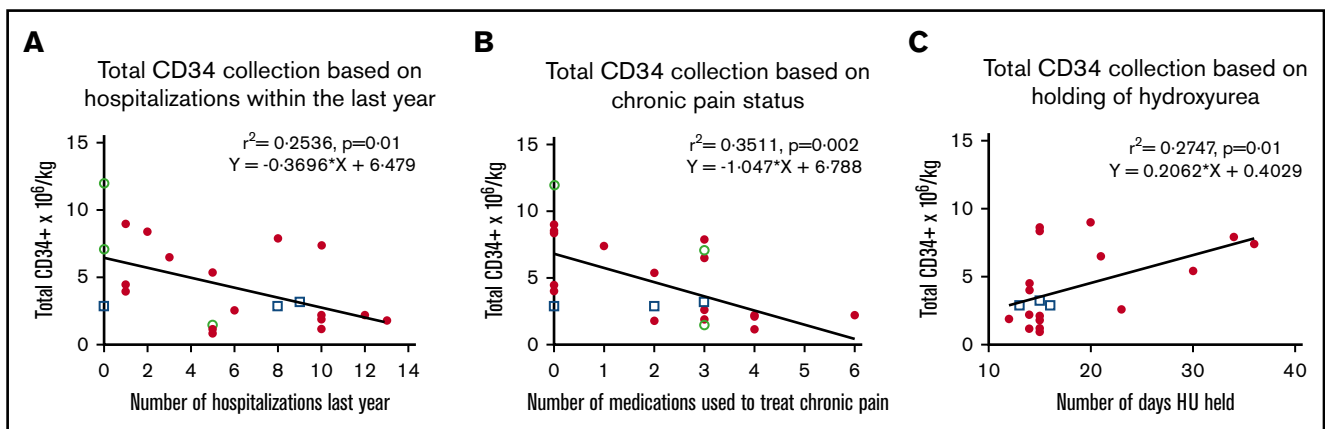 A
Total CD34 collection based on
hospitalizations within the last year
r²= 0·2536, p=0·01
Y = -0·3696*X + 6·479
Total CD34+ x 10⁶/kg
15
10
5
0
0 2 4 6 8 10 12 14
Number of hospitalizations last year
B
Total CD34 collection based on
chronic pain status
r²= 0·3511, p=0·002
Y = -1·047*X + 6·788
Total CD34+ x 10⁶/kg
15
10
5
0
0 1 2 3 4 5 6
Number of medications used to treat chronic pain
C
Total CD34 collection based on
holding of hydroxyurea
r²= 0·2747, p=0·01
Y = 0·2062*X + 0·4029
Total CD34+ x 10⁶/kg
15
10
5
0
10 20 30 40
Number of days HU held